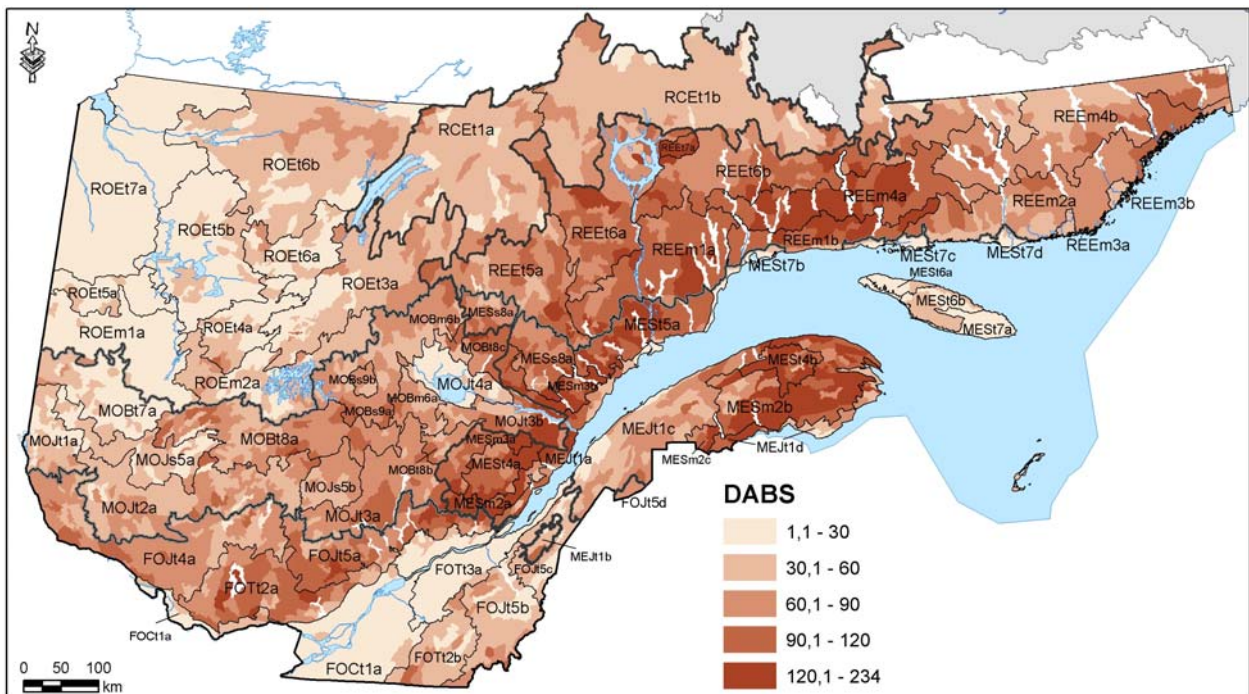 N
RCEt1b
RCEt1a
REEm4b
ROEt6b
REEt7a
REEt6b
ROEt7a
REEm4a
REEm2a
REEm3b
ROEt5b
REEt6a
REEm1a
REEm1b
REEm3a
ROEt6a
MESt7c
MESt7d
MESt7b
MESt6a
REEt5a
ROEt3a
ROEt5a
MESt6b
ROEm1a
ROEt4a
MOBm6b
MESs8a
MESt5a
MESt7a
MOBt8c
MESs8a
MESt4b
ROEm2a
MOBs9b
MOJt4a
MESm3b
MOBm6a
MOBt7a
MOBs9a
MESm2b
MOJt3b
MEJt1c
MOJt1a
MOBt8a
MESm3a
MEJt1d
MOJs5a
MESt4a
MEJt1a
MESm2c
MOBt8b
MOJs5b
MESm2a
FOJt5d
MOJt2a
MOJt3a
DABS
1,1 - 30
30,1 - 60
60,1 - 90
90,1 - 120
120,1 - 234
FOJt4a
FOJt5a
MEJt1b
FOTt3a
FOJt5c
FOTt2a
FOJt5b
FOCt1a
FOTt2b
FOCt1a
0 50 100
km